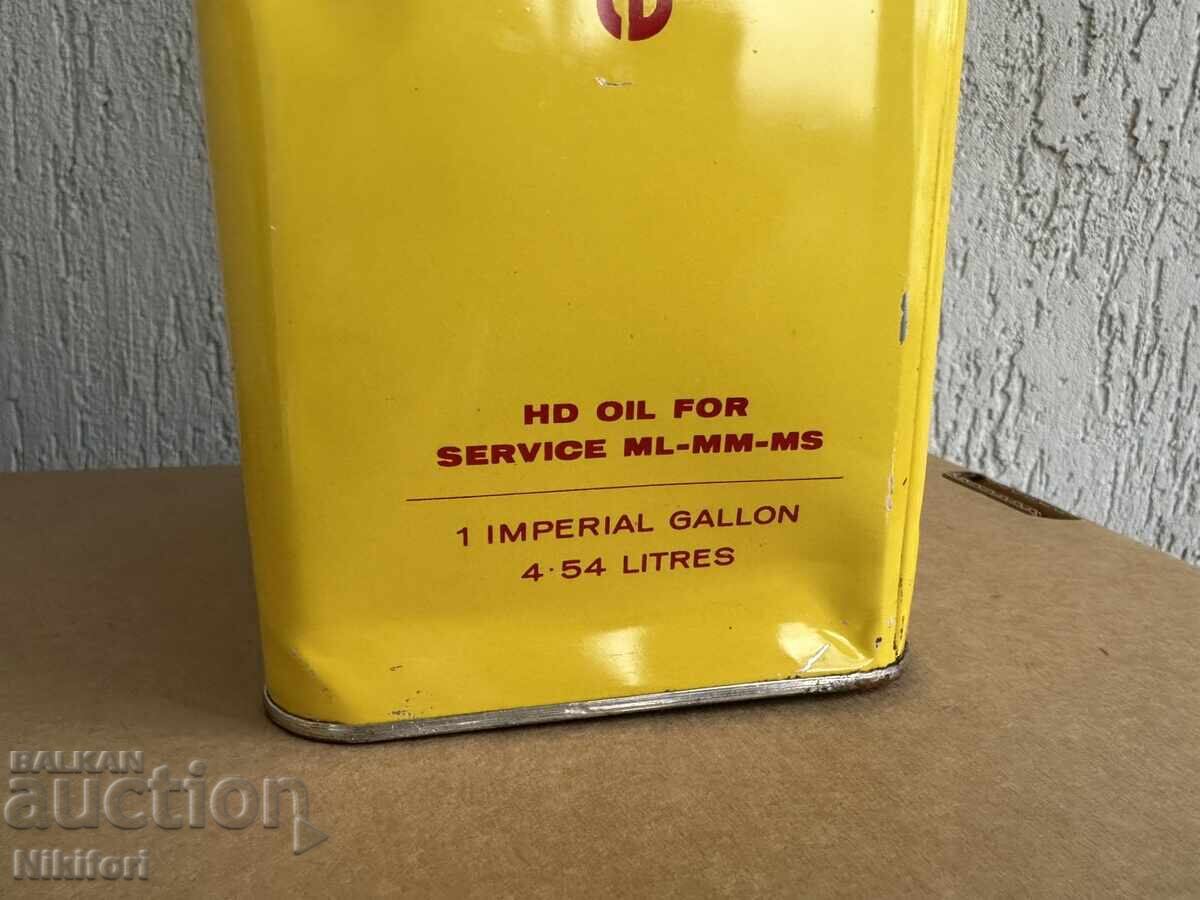 HD OIL FOR
SERVICE ML-MM-MS
1 IMPERIAL GALLON
4·54 LITRES
BALKAN
auction
Nikifori